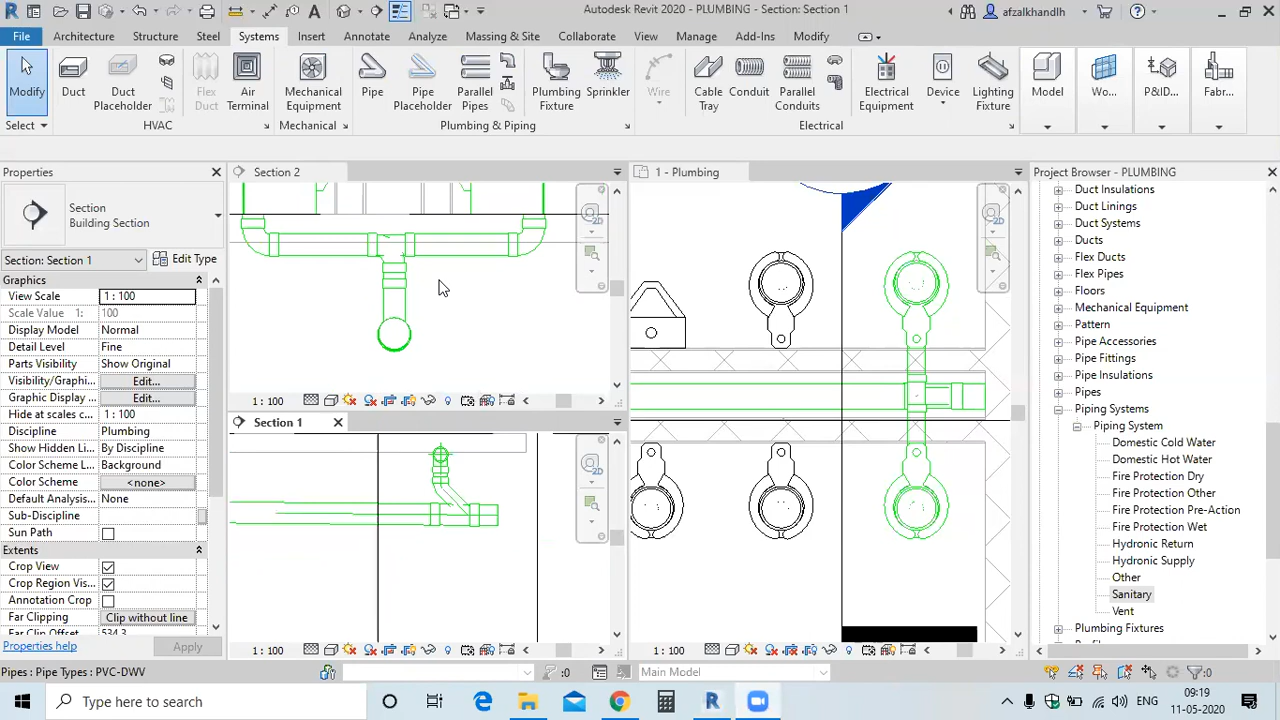 Autodesk Revit 2020 - PLUMBING - Section: Section 1
afzalkhandlh
File
Architecture
Structure
Steel
Systems
Insert
Annotate
Analyze
Massing & Site
Collaborate
View
Manage
Add-Ins
Modify
Modify
Duct
Duct Placeholder
Flex Duct
Air Terminal
Mechanical Equipment
Pipe
Pipe Placeholder
Parallel Pipes
Plumbing Fixture
Sprinkler
Wire
Cable Tray
Conduit
Parallel Conduits
Electrical Equipment
Device
Lighting Fixture
Model
Wo...
P&ID...
Fabr...
Select
HVAC
Mechanical
Plumbing & Piping
Electrical
Properties
Section
Building Section
Section: Section 1
Edit Type
Graphics
View Scale
1 : 100
Scale Value 1:
100
Display Model
Normal
Detail Level
Fine
Parts Visibility
Show Original
Visibility/Graphi...
Edit...
Graphic Display ...
Edit...
Hide at scales c...
1 : 100
Discipline
Plumbing
Show Hidden Li...
By Discipline
Color Scheme L...
Background
Color Scheme
<none>
Default Analysis...
None
Sub-Discipline
Sun Path
Extents
Crop View
Crop Region Vis...
Annotation Crop
Far Clipping
Clip without line
Far Clip Offset
534.3
Properties help
Apply
Section 2
2D
1 : 100
Section 1
2D
1 : 100
1 - Plumbing
2D
1 : 100
Project Browser - PLUMBING
Duct Insulations
Duct Linings
Duct Systems
Ducts
Flex Ducts
Flex Pipes
Floors
Mechanical Equipment
Pattern
Pipe Accessories
Pipe Fittings
Pipe Insulations
Pipes
Piping Systems
Piping System
Domestic Cold Water
Domestic Hot Water
Fire Protection Dry
Fire Protection Other
Fire Protection Pre-Action
Fire Protection Wet
Hydronic Return
Hydronic Supply
Other
Sanitary
Vent
Plumbing Fixtures
Pipes : Pipe Types : PVC-DWV
:0
Main Model
:0
Type here to search
ENG
09:19
11-05-2020